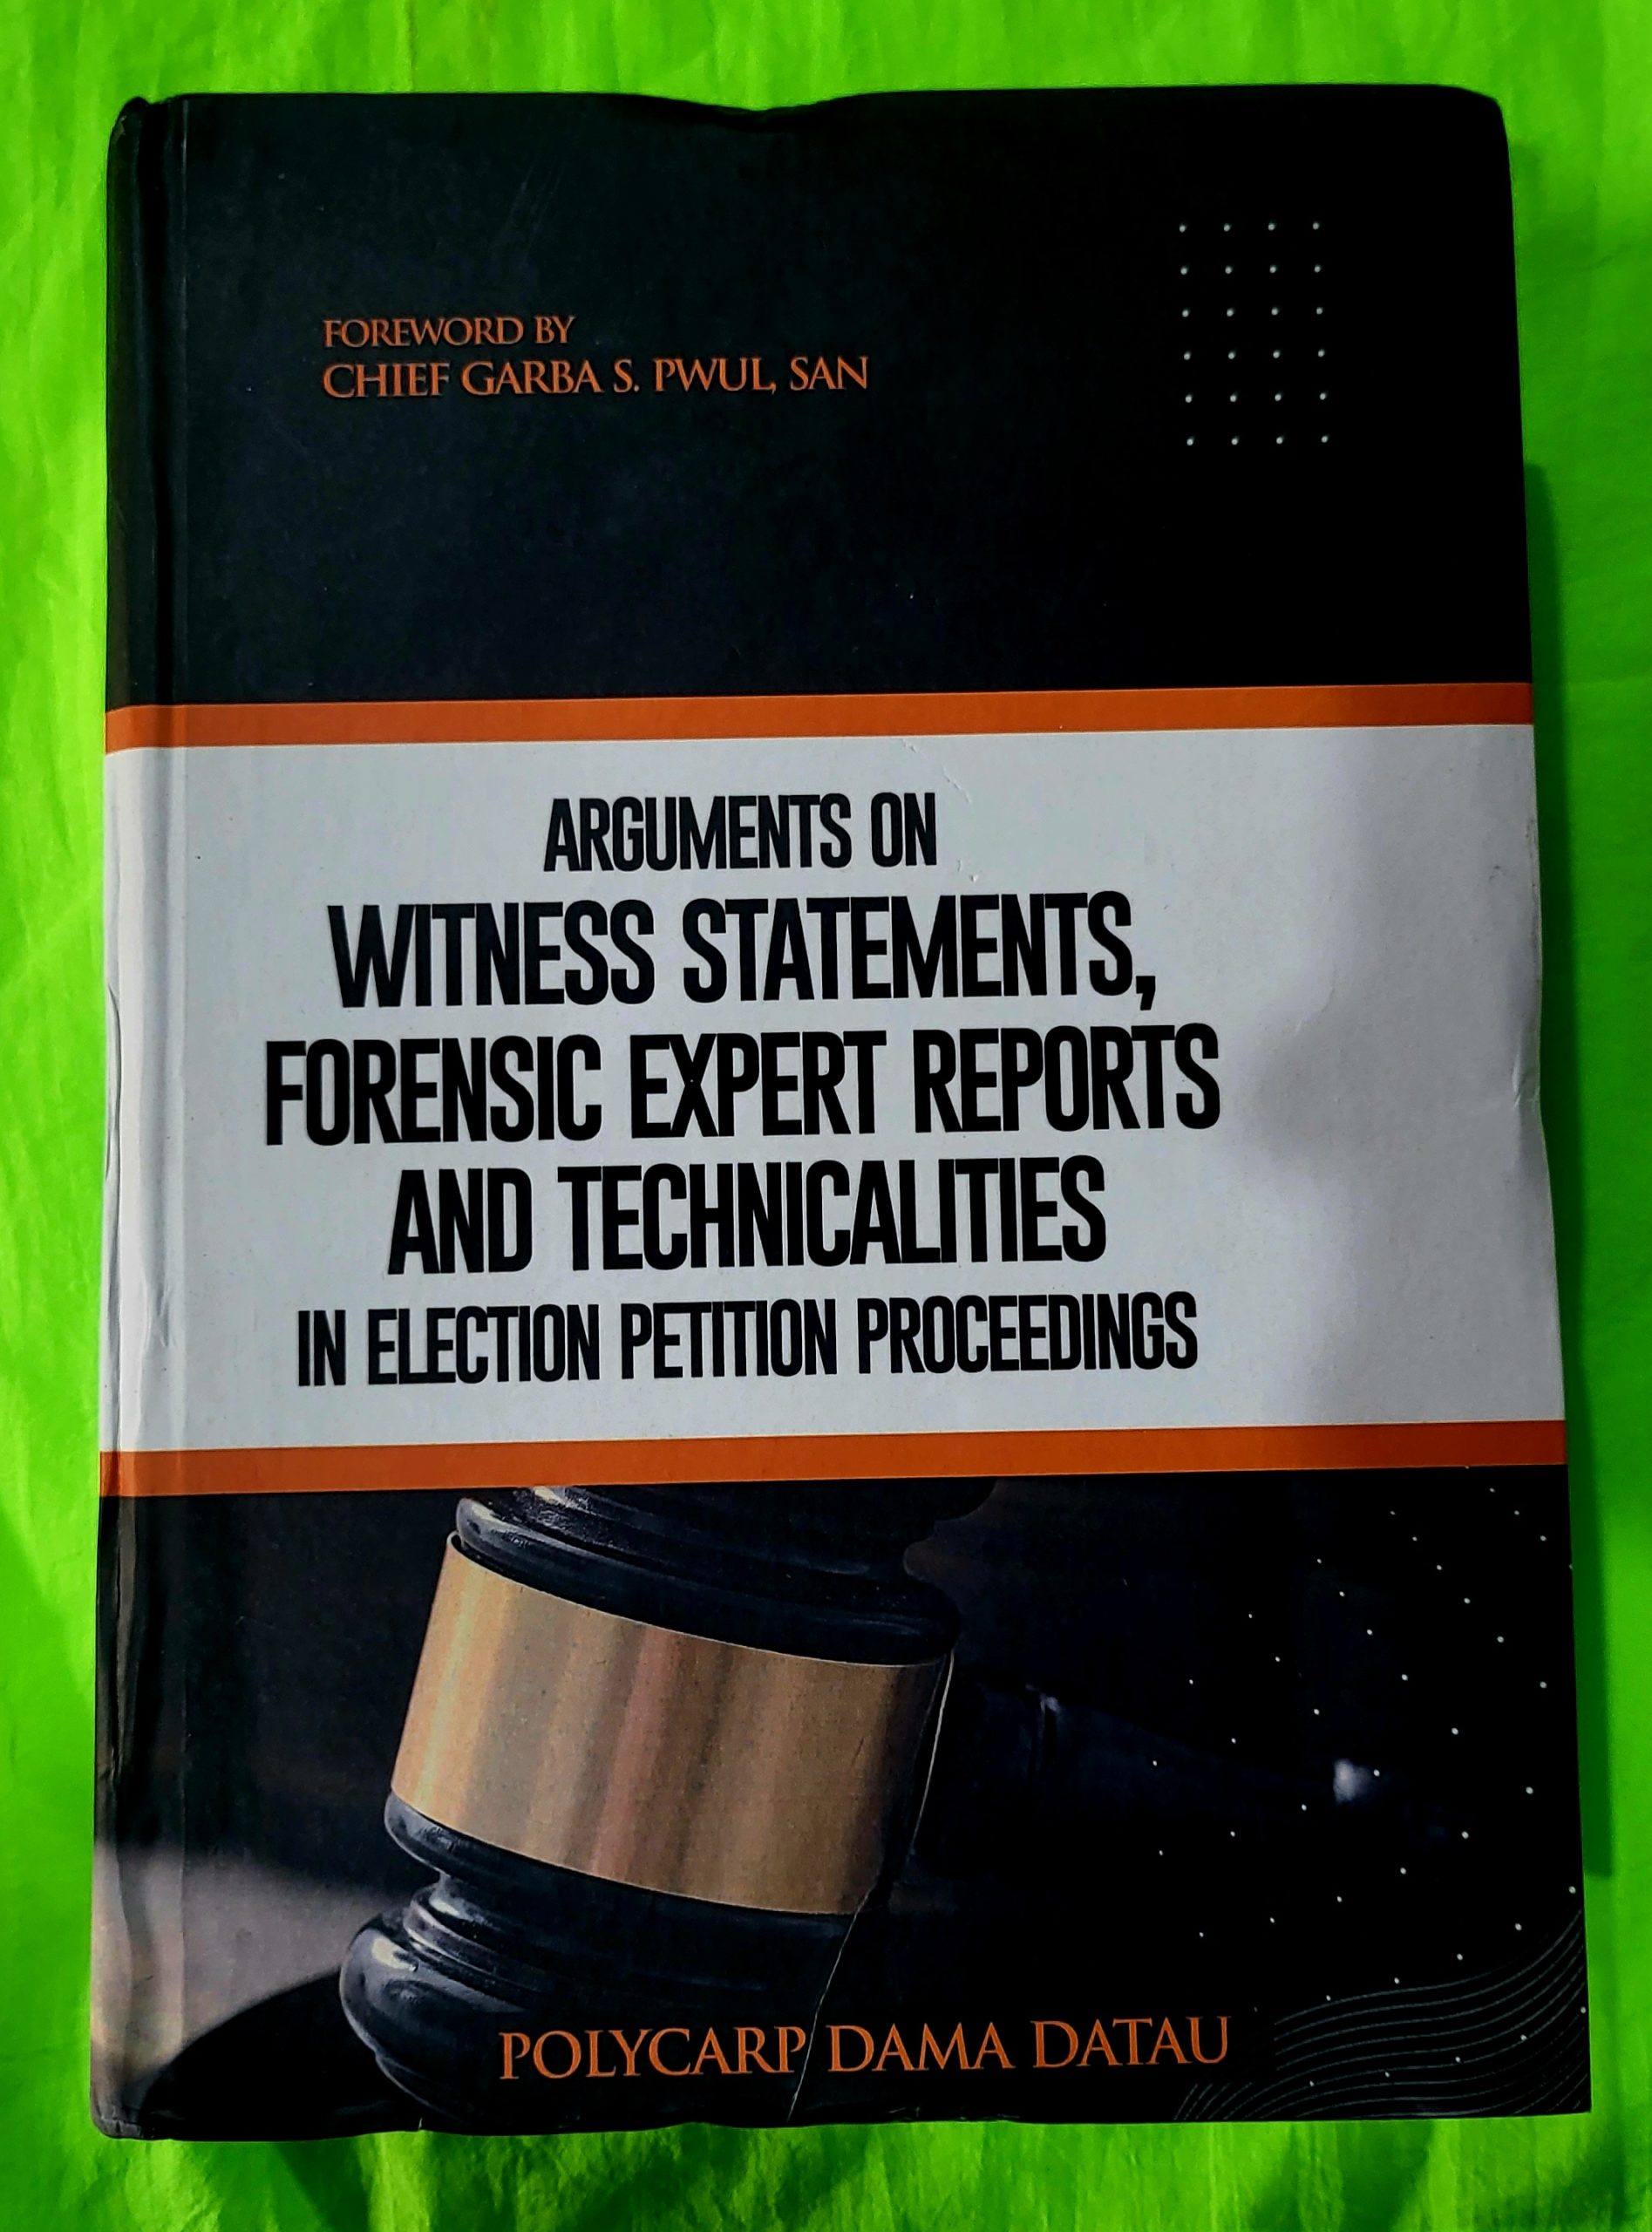 FOREWORD BY
CHIEF GARBA S. PWUL, SAN
ARGUMENTS ON
WITNESS STATEMENTS,
FORENSIC EXPERT REPORTS
AND TECHNICALITIES
IN ELECTION PETITION PROCEEDINGS
POLYCARP DAMA DATAU